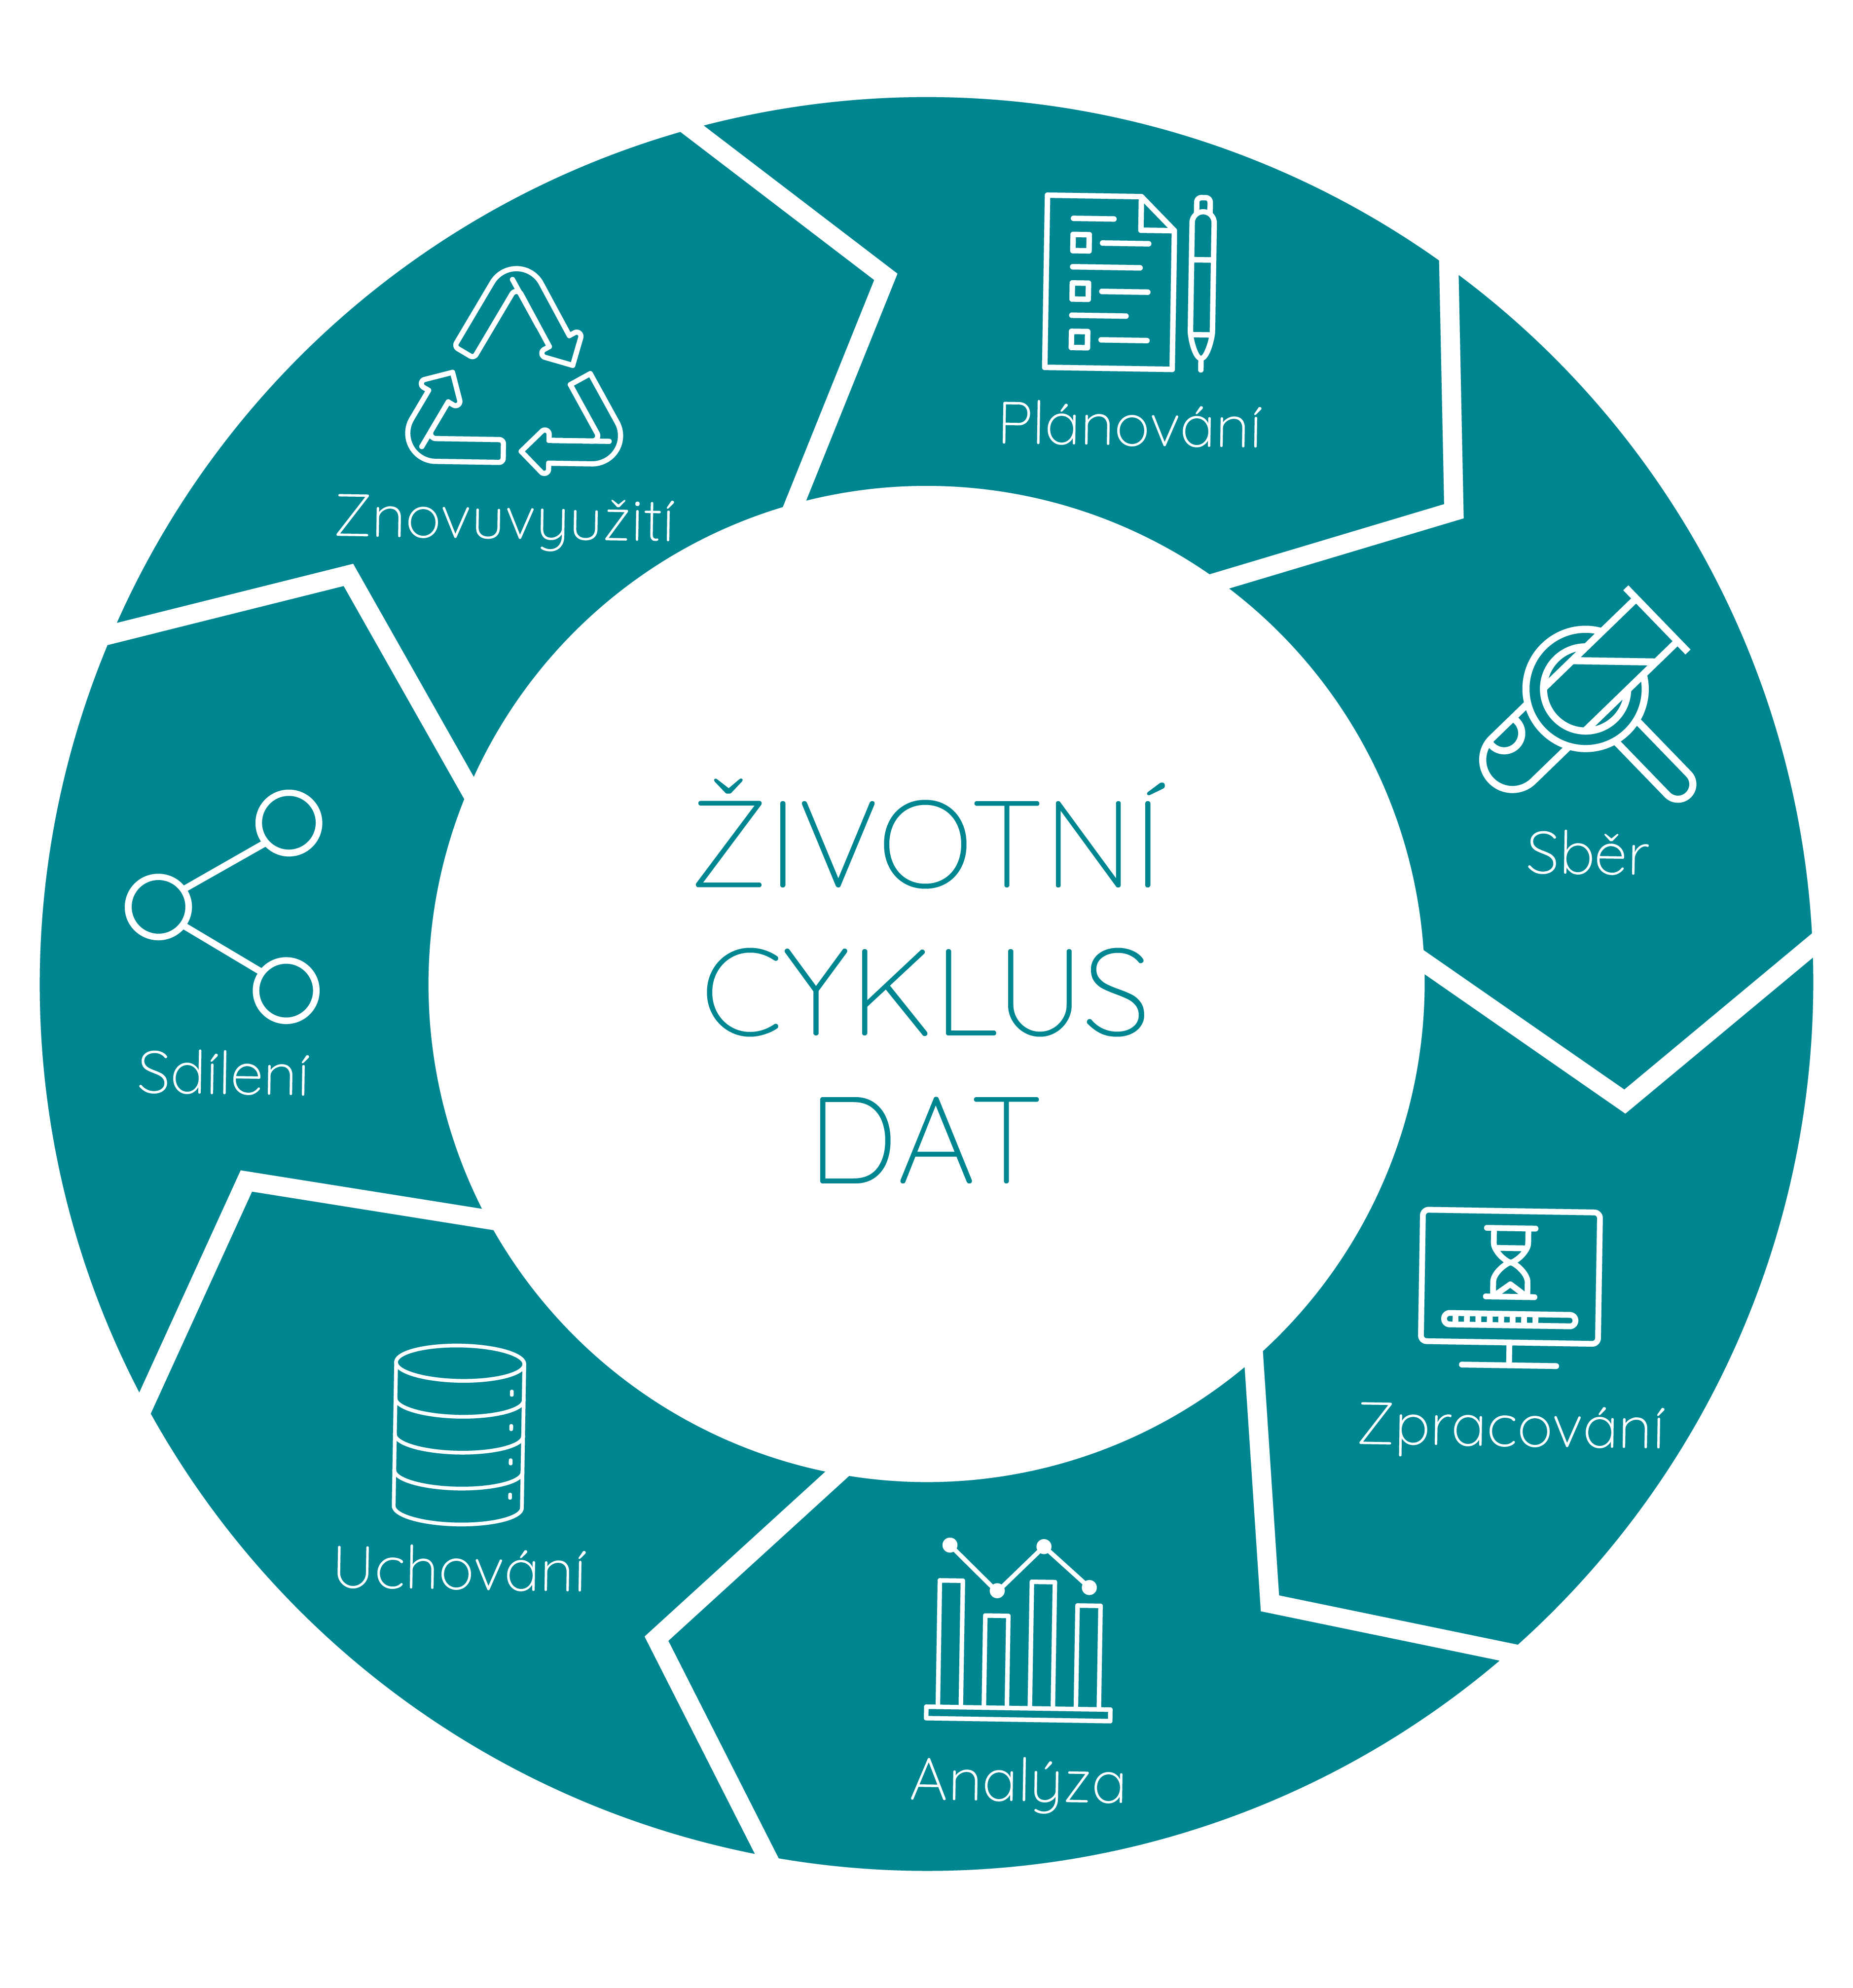 ŽIVOTNÍ
CYKLUS
DAT
Plánování
Sběr
Zpracování
Analýza
Uchování
Sdílení
Znovuvyužití